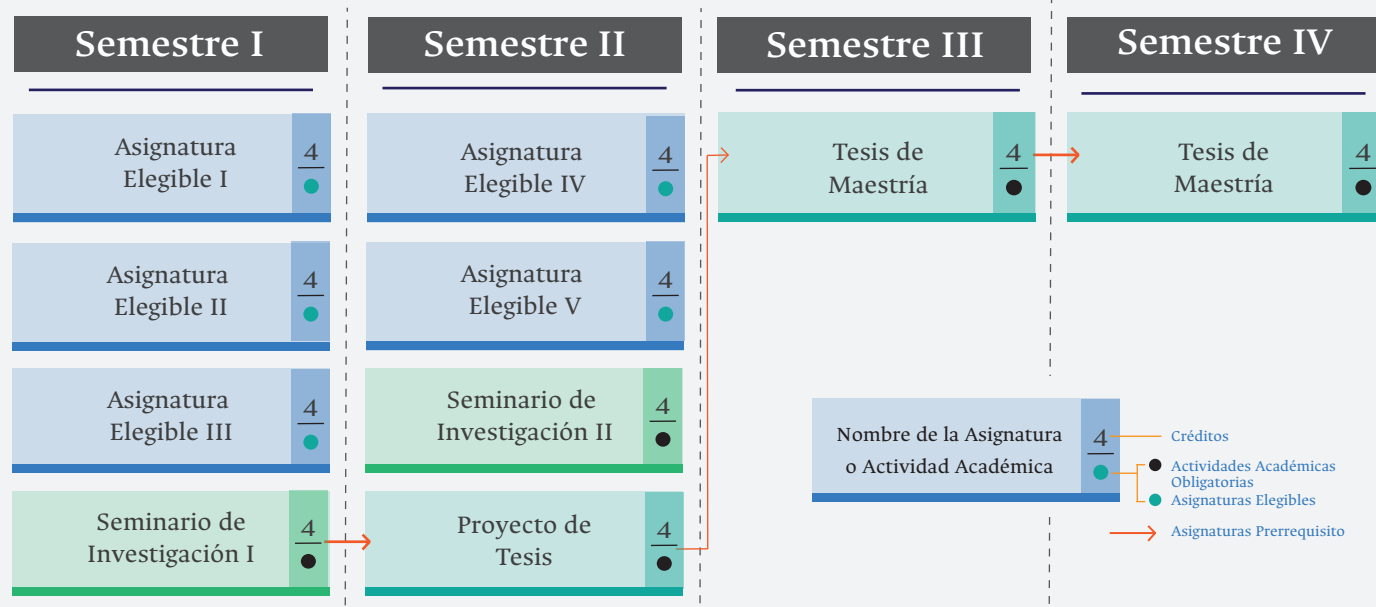 Semestre I
Asignatura
Elegible I
4
Asignatura
Elegible II
4
Asignatura
Elegible III
4
Seminario de
Investigación I
4
Semestre II
Asignatura
Elegible IV
4
Asignatura
Elegible V
4
Seminario de
Investigación II
4
Proyecto de
Tesis
4
Semestre III
Tesis de
Maestría
4
Semestre IV
Tesis de
Maestría
4
Nombre de la Asignatura
o Actividad Académica
4
Créditos
Actividades Académicas
Obligatorias
Asignaturas Elegibles
Asignaturas Prerrequisito